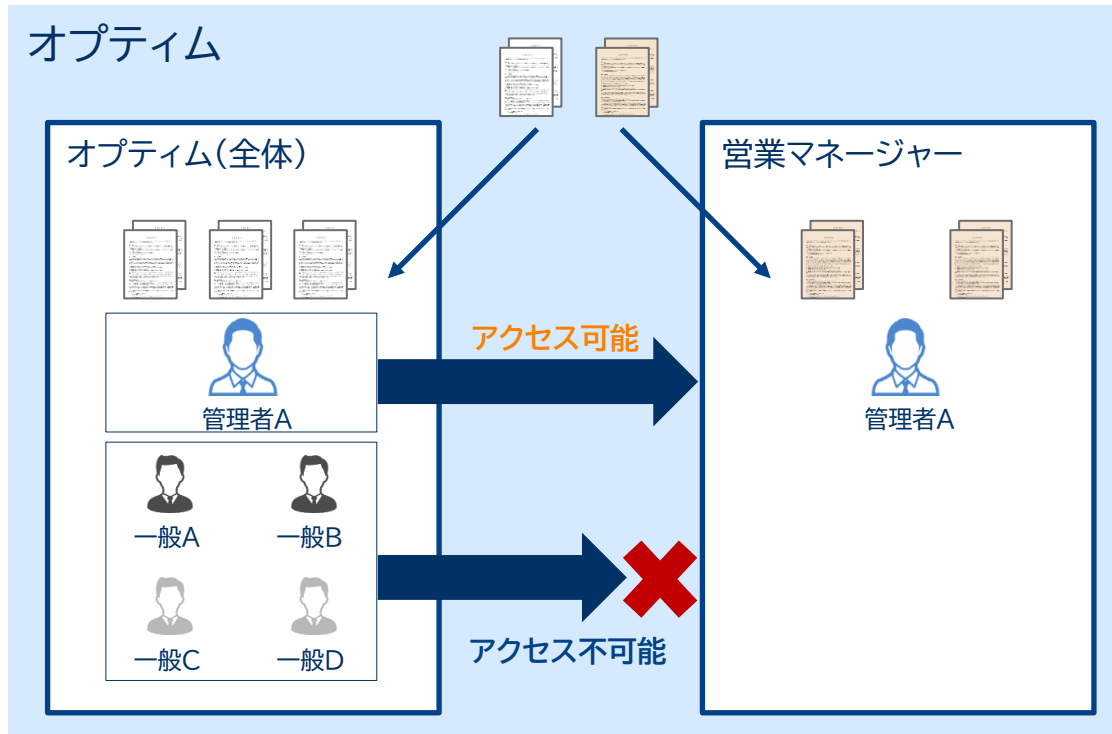 オプティム
オプティム(全体)
営業マネージャー
アクセス可能
管理者A
管理者A
一般A
一般B
一般C
一般D
アクセス不可能